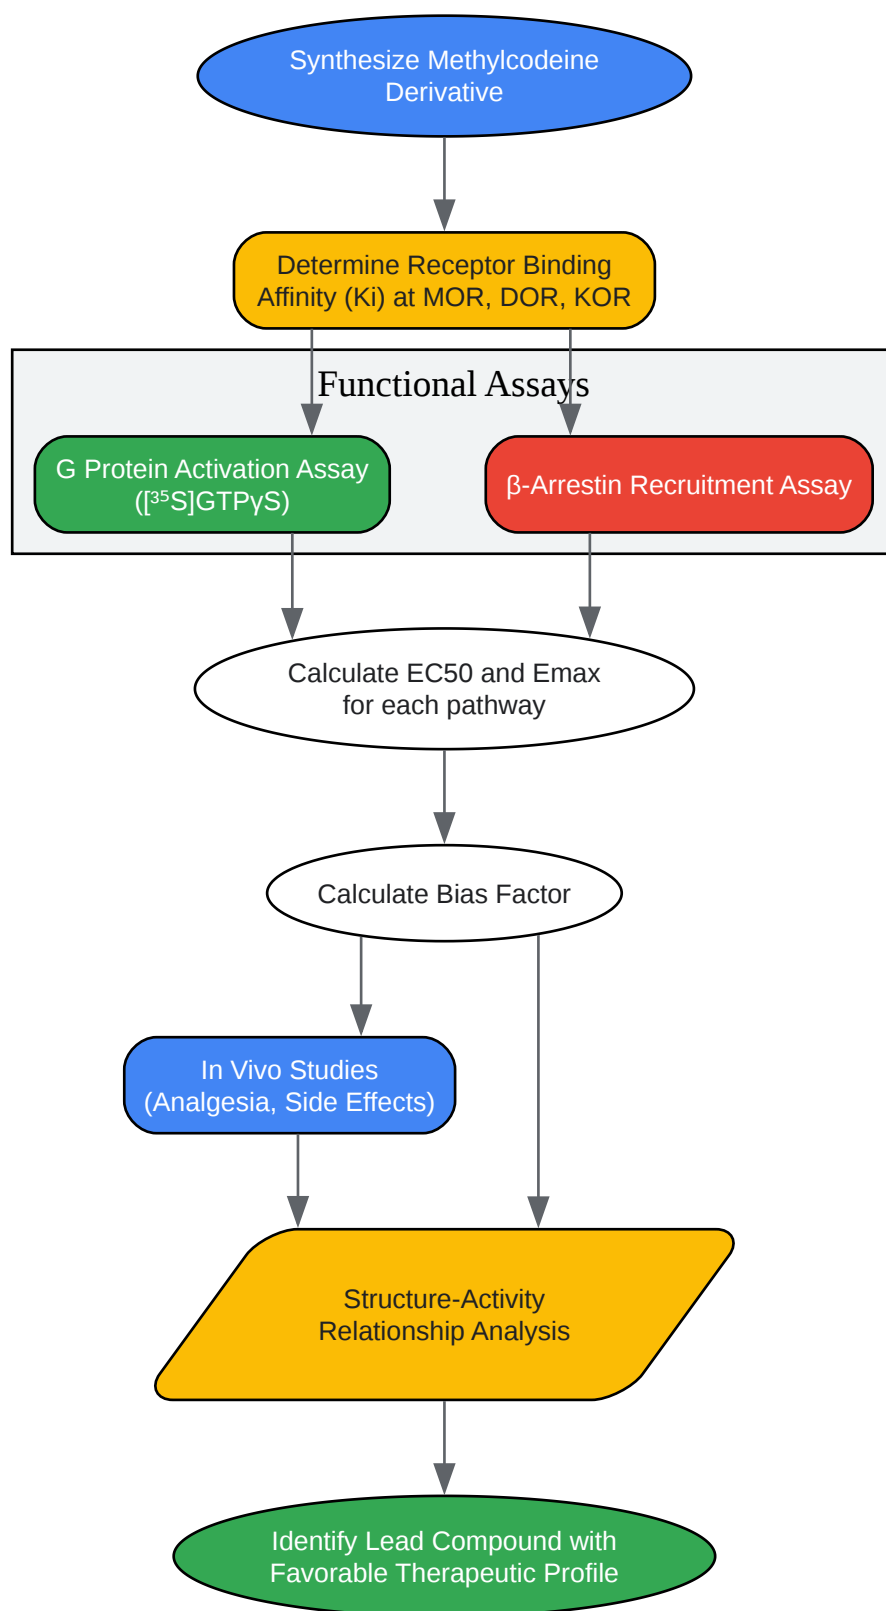 Synthesize Methylcodeine
Derivative
Determine Receptor Binding
Affinity (Ki) at MOR, DOR, KOR
Functional Assays
G Protein Activation Assay
([³⁵S]GTPγS)
β-Arrestin Recruitment Assay
Calculate EC50 and Emax
for each pathway
Calculate Bias Factor
In Vivo Studies
(Analgesia, Side Effects)
Structure-Activity
Relationship Analysis
Identify Lead Compound with
Favorable Therapeutic Profile